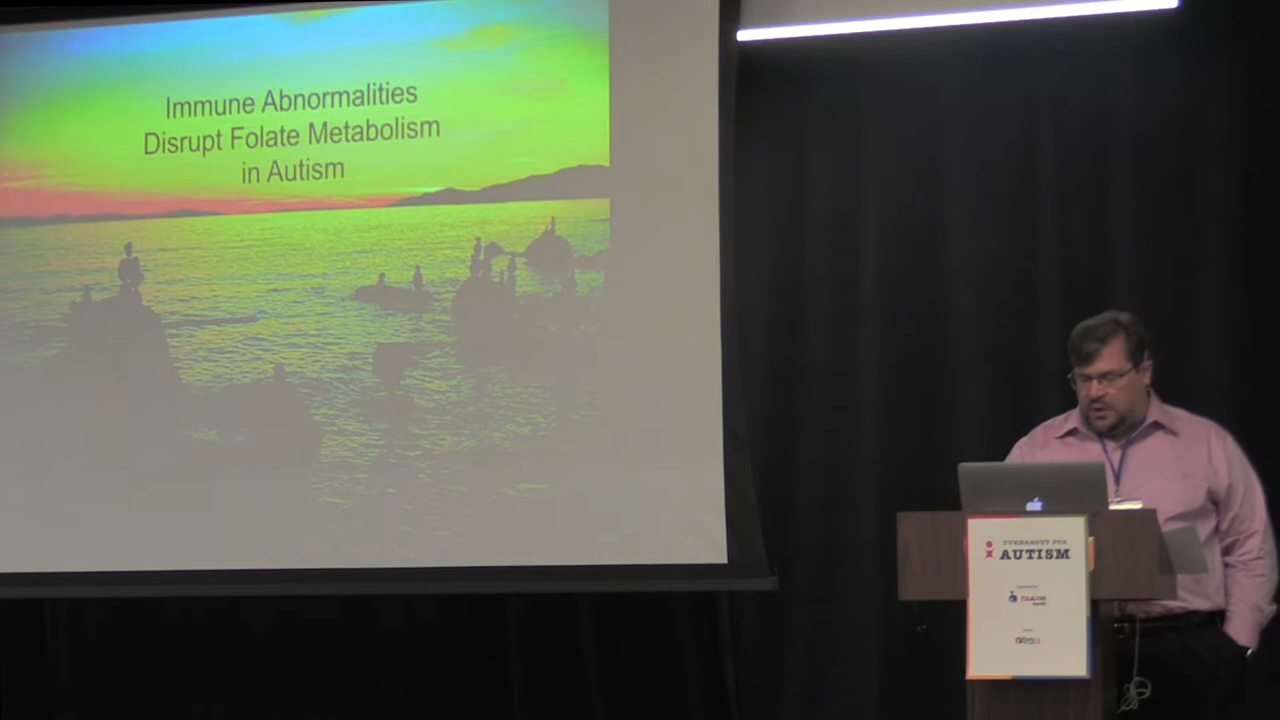 Immune Abnormalities
Disrupt Folate Metabolism
in Autism
AUTISM